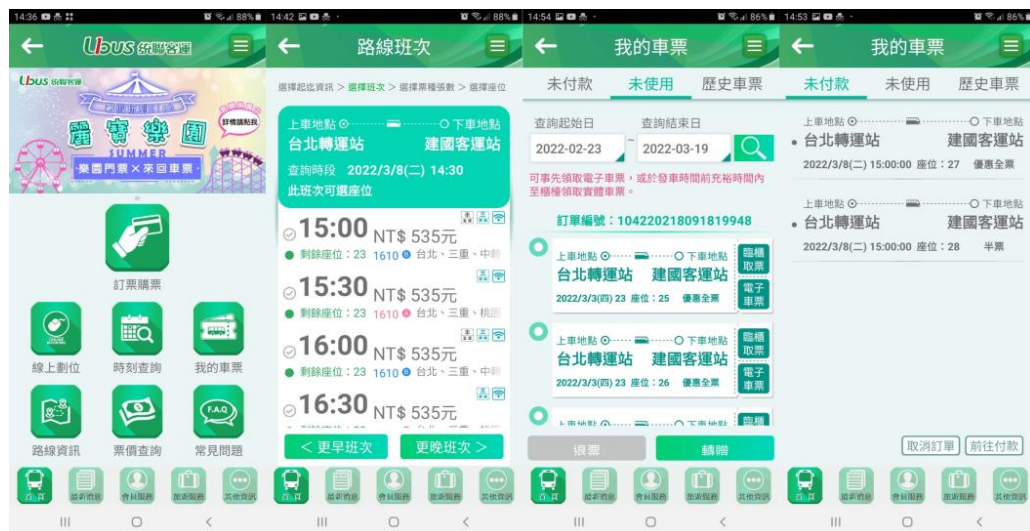 14:36
88%
Ubus 統聯客運
Ubus 統聯客運
麗寶樂園
詳情請點我
SUMMER
樂園門票×來回車票
訂票購票
線上劃位
時刻查詢
我的車票
F.A.Q
路線資訊
票價查詢
常見問題
首頁
最新消息
會員服務
旅遊服務
其他資訊
14:42
88%
路線班次
選擇起迄資訊 > 選擇班次 > 選擇票種張數 > 選擇座位
上車地點
下車地點
台北轉運站
建國客運站
查詢時段 2022/3/8(二) 14:30
此班次可選座位
15:00 NT$ 535元
剩餘座位:23 1610 台北、三重、中
15:30 NT$ 535元
剩餘座位:23 1610 台北、三重、桃園
16:00 NT$ 535元
剩餘座位:23 1610 台北、三重、中
16:30 NT$ 535元
< 更早班次
更晚班次 >
首頁
最新消息
會員服務
旅遊服務
其他資訊
14:54
86%
我的車票
未付款
未使用
歷史車票
查詢起始日
查詢結束日
2022-02-23
~
2022-03-19
可事先領取電子車票,或於發車時間前充裕時間內
至櫃檯領取實體車票。
訂單編號:104220218091819948
上車地點
下車地點
台北轉運站
建國客運站
2022/3/3(四) 23 座位:25 優惠全票
臨櫃
取票
電子
車票
上車地點
下車地點
台北轉運站
建國客運站
2022/3/3(四) 23 座位:26 優惠全票
臨櫃
取票
電子
車票
上車地點
下車地點
臨櫃
退票
轉贈
首頁
最新消息
會員服務
旅遊服務
其他資訊
14:53
86%
我的車票
未付款
未使用
歷史車票
上車地點
下車地點
台北轉運站
建國客運站
2022/3/8(二) 15:00:00 座位:27 優惠全票
上車地點
下車地點
台北轉運站
建國客運站
2022/3/8(二) 15:00:00 座位:28 半票
取消訂單
前往付款
首頁
最新消息
會員服務
旅遊服務
其他資訊